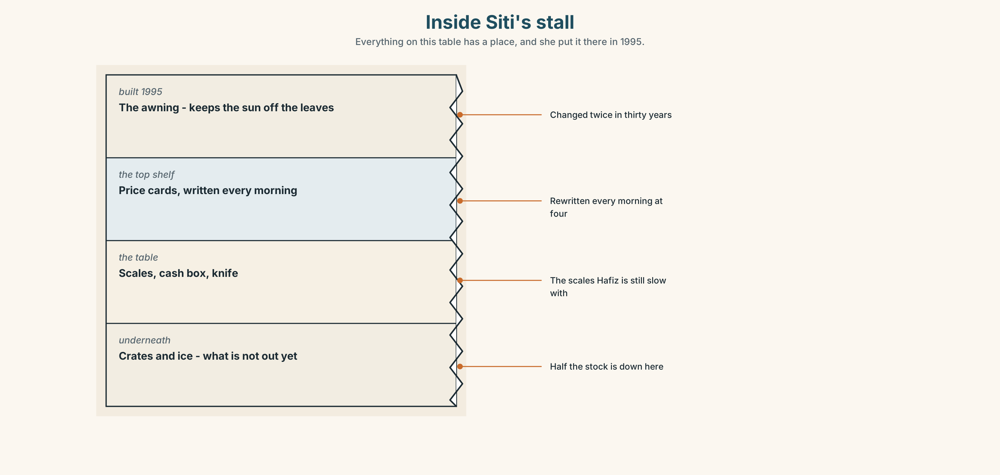 Inside Siti's stall
Everything on this table has a place, and she put it there in 1995.
built 1995
The awning - keeps the sun off the leaves
Changed twice in thirty years
the top shelf
Price cards, written every morning
Rewritten every morning at
four
the table
Scales, cash box, knife
The scales Hafiz is still slow
with
underneath
Crates and ice - what is not out yet
Half the stock is down here